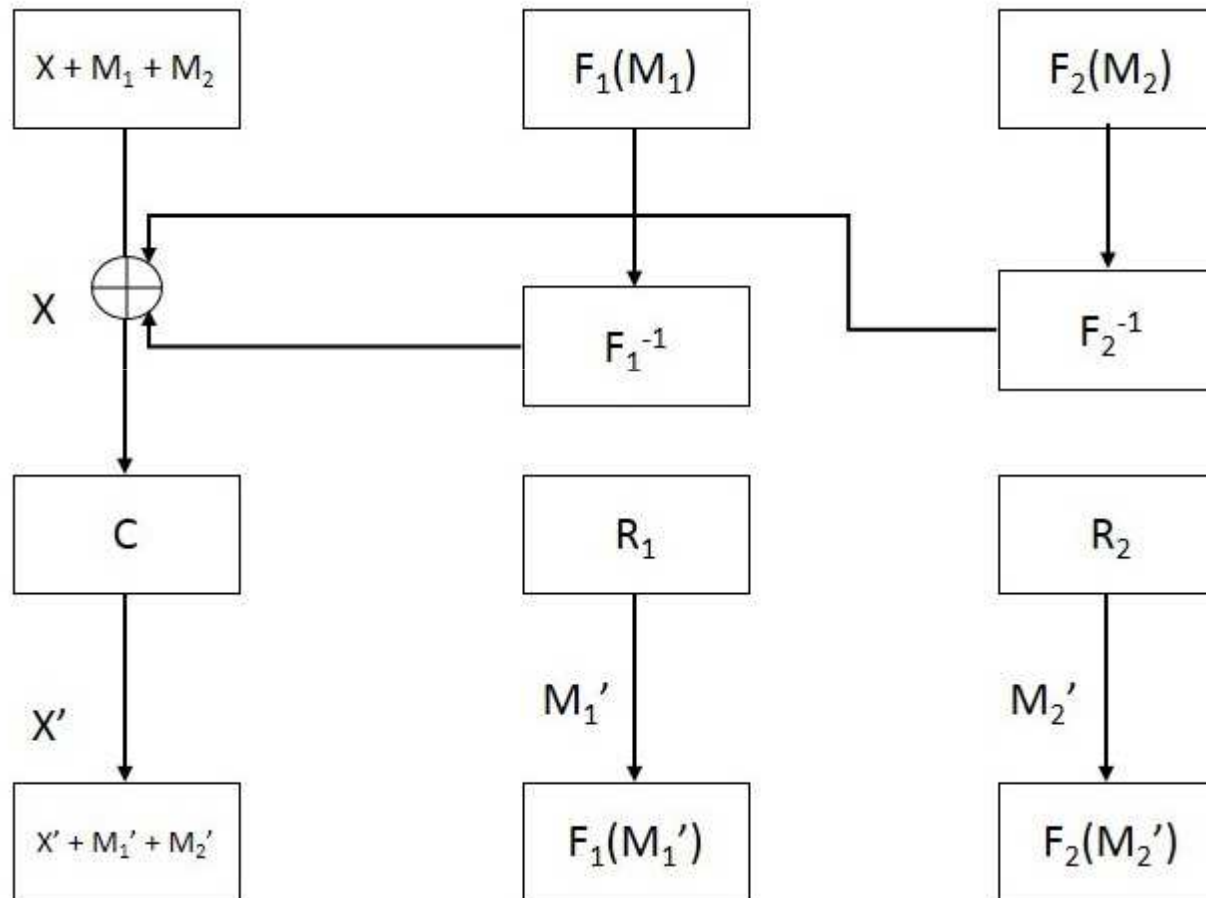 X + M₁ + M₂
F₁(M₁)
F₂(M₂)
X
F₁⁻¹
F₂⁻¹
C
R₁
R₂
X’
M₁’
M₂’
X’ + M₁’ + M₂’
F₁(M₁’)
F₂(M₂’)